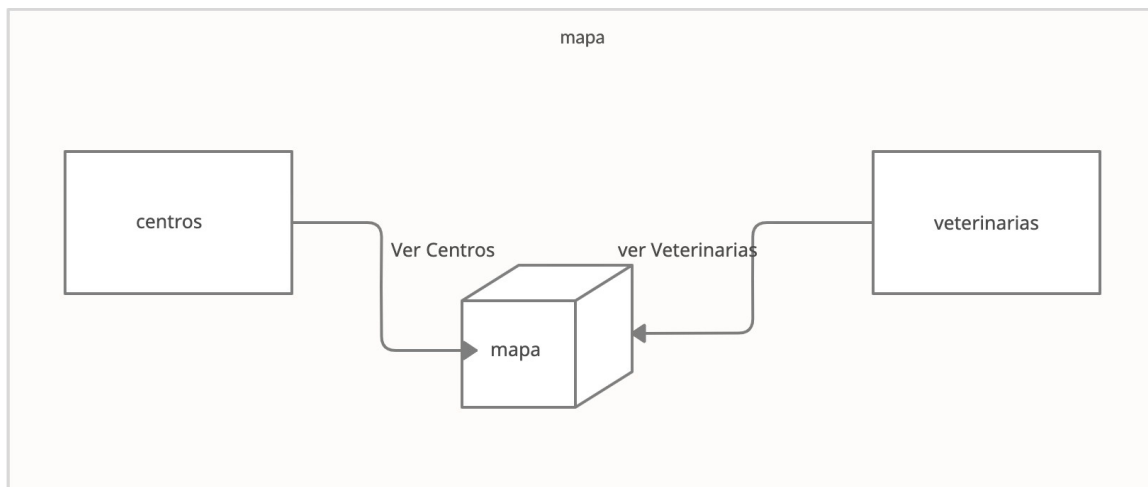 mapa
centros
veterinarias
Ver Centros
ver Veterinarias
mapa